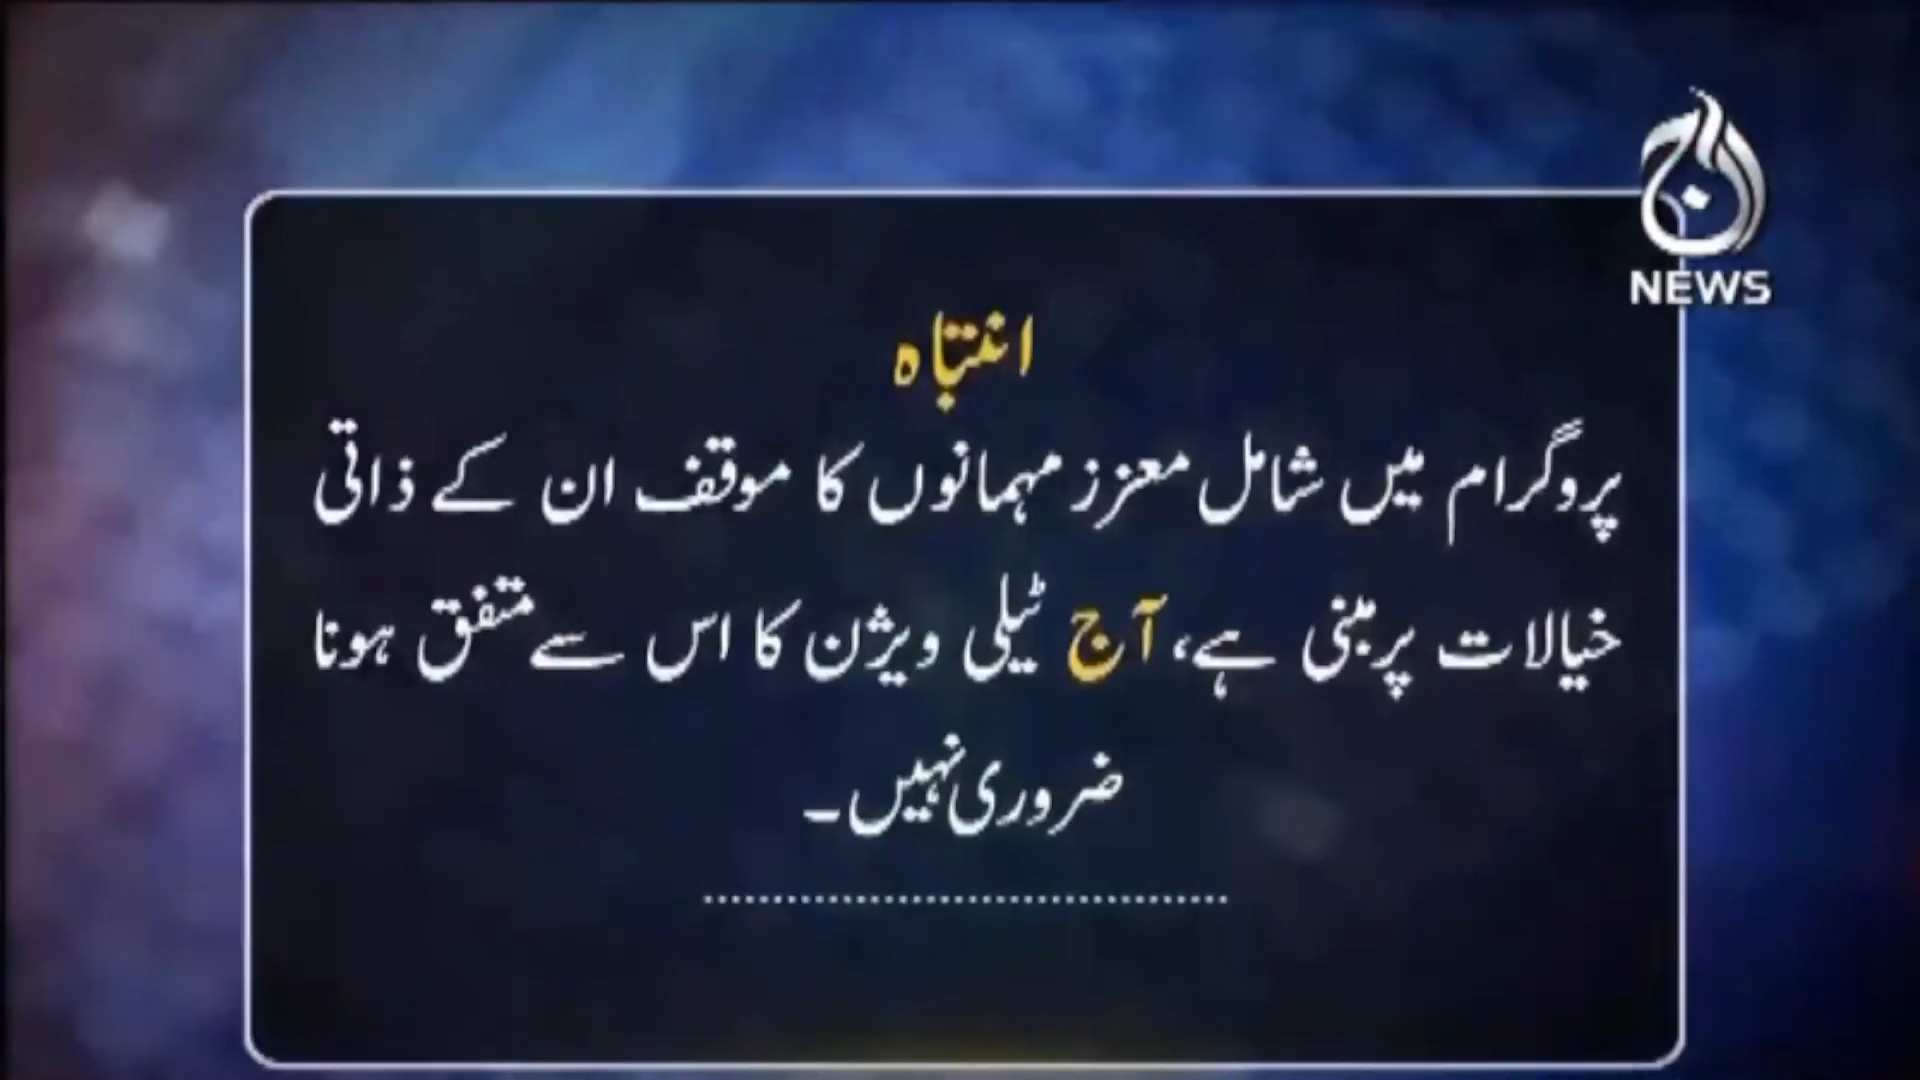 آج
NEWS
انتباہ
پروگرام میں شامل معزز مہمانوں کا موقف ان کے ذاتی
خیالات پر مبنی ہے، آج ٹیلی ویژن کا اس سے متفق ہونا
ضروری نہیں۔
......................................